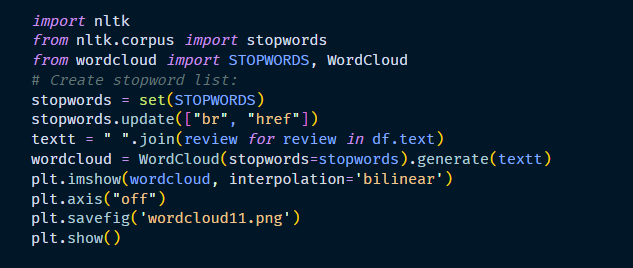 import nltk
from nltk.corpus import stopwords
from wordcloud import STOPWORDS, WordCloud
# Create stopword list:
stopwords = set(STOPWORDS)
stopwords.update(["br", "href"])
textt = " ".join(review for review in df.text)
wordcloud = WordCloud(stopwords=stopwords).generate(textt)
plt.imshow(wordcloud, interpolation='bilinear')
plt.axis("off")
plt.savefig('wordcloud11.png')
plt.show()